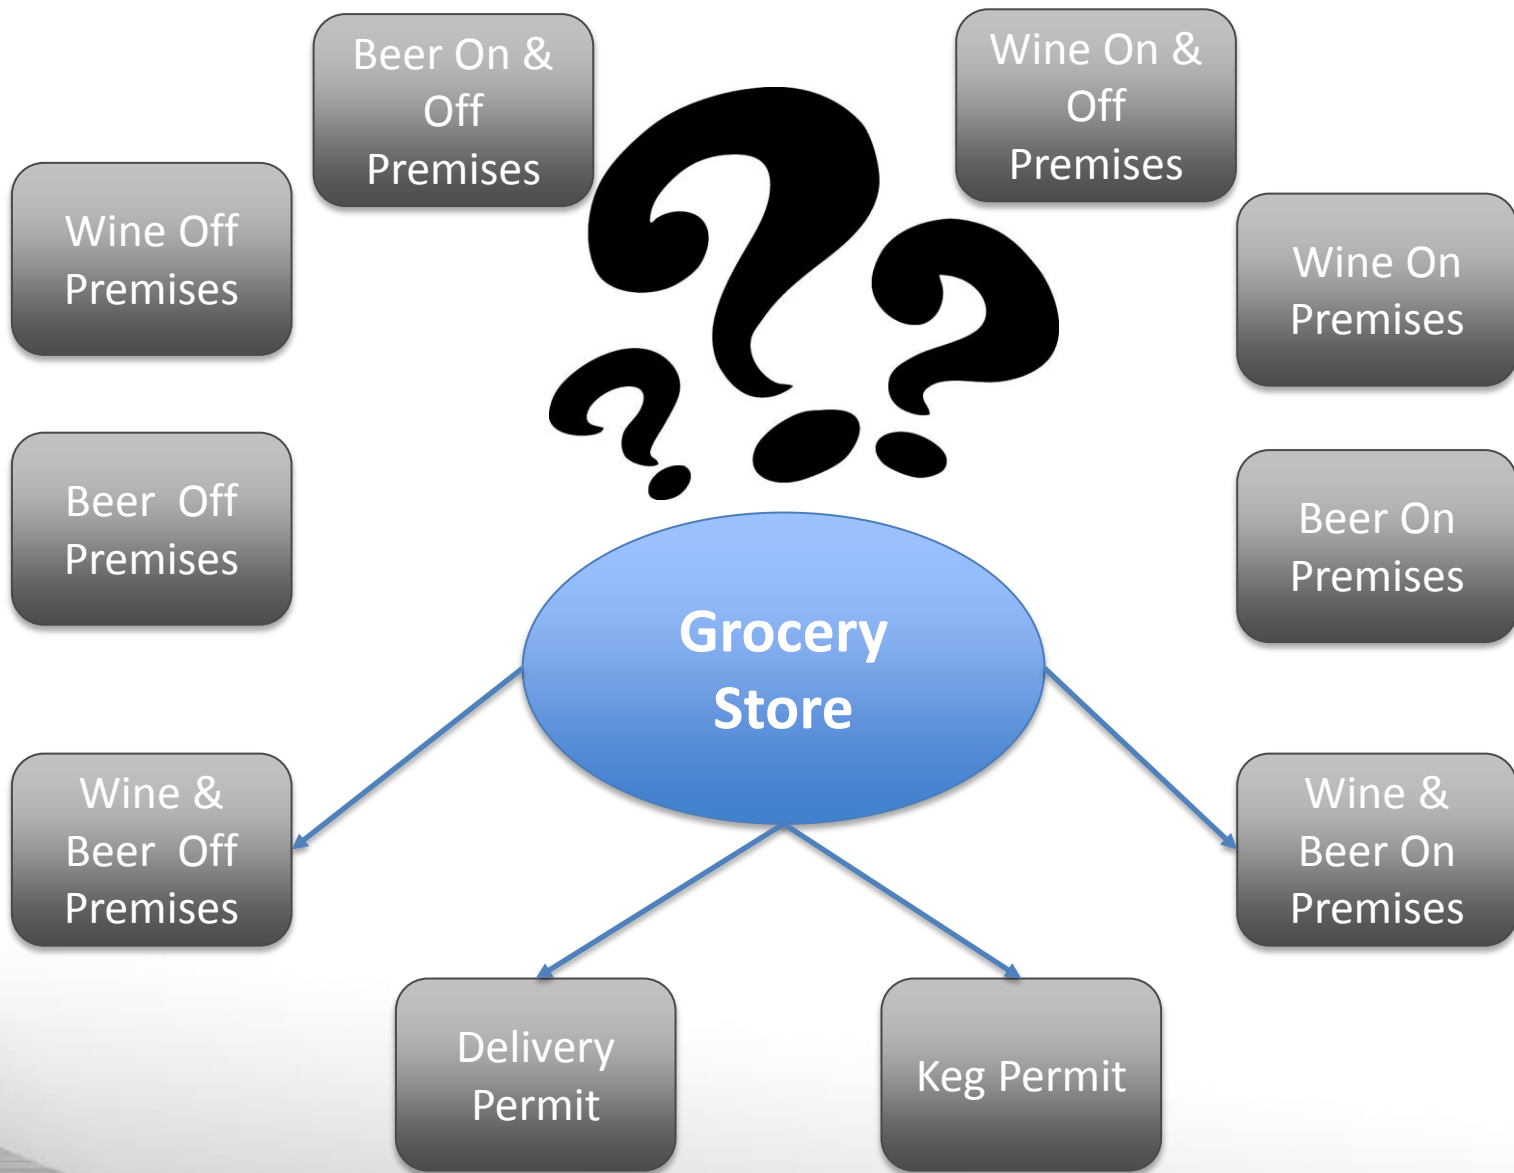 Beer On &
Off
Premises
Wine On &
Off
Premises
Wine Off
Premises
Wine On
Premises
Beer  Off
Premises
Beer On
Premises
Grocery
Store
Wine &
Beer  Off
Premises
Wine &
Beer On
Premises
Delivery
Permit
Keg Permit